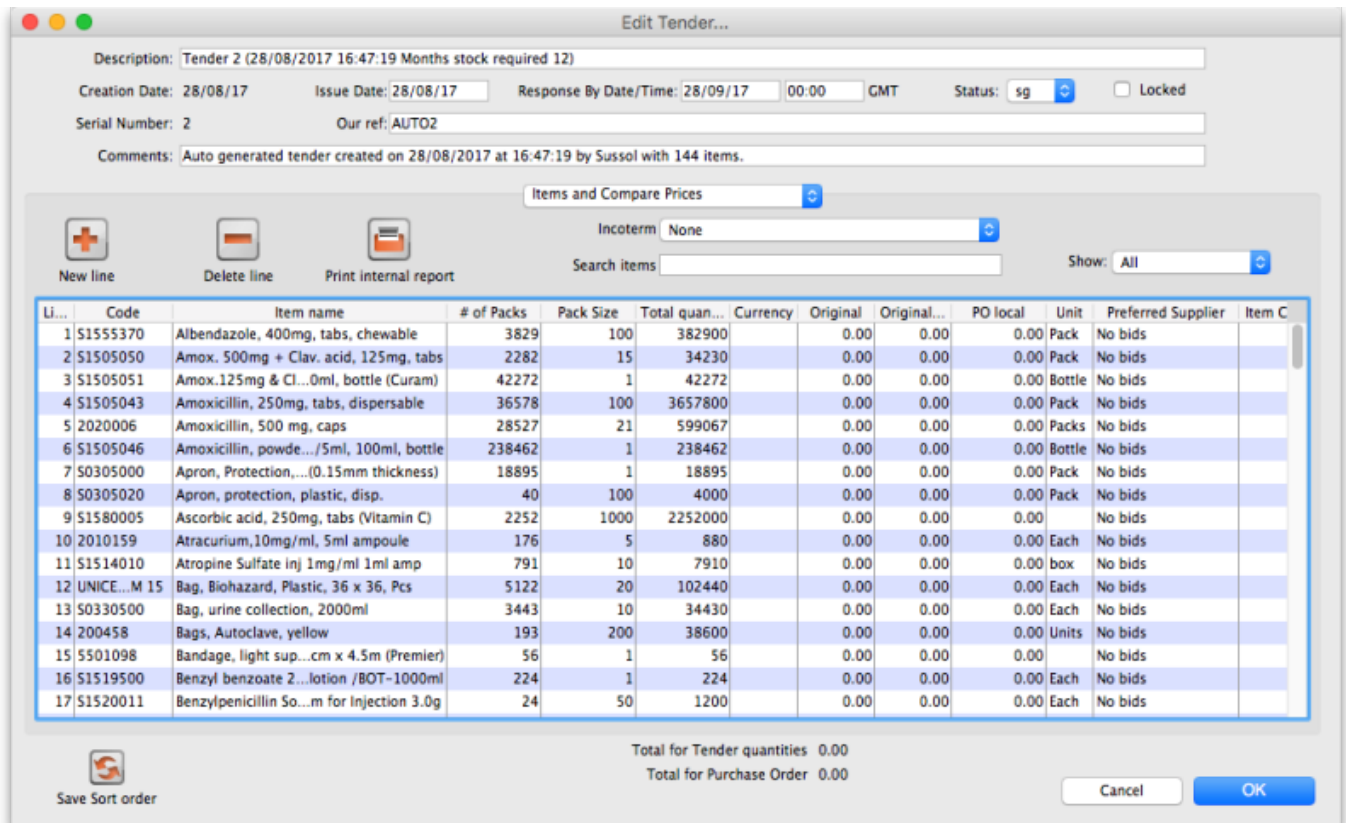 Edit Tender...
Description: Tender 2 (28/08/2017 16:47:19 Months stock required 12)
Creation Date: 28/08/17 Issue Date: 28/08/17 Response By Date/Time: 28/09/17 00:00 GMT Status: sg Locked
Serial Number: 2 Our ref: AUTO2
Comments: Auto generated tender created on 28/08/2017 at 16:47:19 by Sussol with 144 items.
Items and Compare Prices
Incoterm None
Search items Show: All
New line Delete line Print internal report
Li... Code Item name # of Packs Pack Size Total quan... Currency Original Original... PO local Unit Preferred Supplier Item C
1 S1555370 Albendazole, 400mg, tabs, chewable 3829 100 382900 0.00 0.00 0.00 Pack No bids
2 S1505050 Amox. 500mg + Clav. acid, 125mg, tabs 2282 15 34230 0.00 0.00 0.00 Pack No bids
3 S1505051 Amox.125mg & Cl...0ml, bottle (Curam) 42272 1 42272 0.00 0.00 0.00 Bottle No bids
4 S1505043 Amoxicillin, 250mg, tabs, dispersable 36578 100 3657800 0.00 0.00 0.00 Pack No bids
5 2020006 Amoxicillin, 500 mg, caps 28527 21 599067 0.00 0.00 0.00 Packs No bids
6 S1505046 Amoxicillin, powde.../5ml, 100ml, bottle 238462 1 238462 0.00 0.00 0.00 Bottle No bids
7 S0305000 Apron, Protection,...(0.15mm thickness) 18895 1 18895 0.00 0.00 0.00 Pack No bids
8 S0305020 Apron, protection, plastic, disp. 40 100 4000 0.00 0.00 0.00 Pack No bids
9 S1580005 Ascorbic acid, 250mg, tabs (Vitamin C) 2252 1000 2252000 0.00 0.00 0.00 No bids
10 2010159 Atracurium,10mg/ml, 5ml ampoule 176 5 880 0.00 0.00 0.00 Each No bids
11 S1514010 Atropine Sulfate inj 1mg/ml 1ml amp 791 10 7910 0.00 0.00 0.00 box No bids
12 UNICE...M 15 Bag, Biohazard, Plastic, 36 x 36, Pcs 5122 20 102440 0.00 0.00 0.00 Each No bids
13 S0330500 Bag, urine collection, 2000ml 3443 10 34430 0.00 0.00 0.00 Each No bids
14 200458 Bags, Autoclave, yellow 193 200 38600 0.00 0.00 0.00 Units No bids
15 5501098 Bandage, light sup...cm x 4.5m (Premier) 56 1 56 0.00 0.00 0.00 No bids
16 S1519500 Benzyl benzoate 2...lotion /BOT-1000ml 224 1 224 0.00 0.00 0.00 Each No bids
17 S1520011 Benzylpenicillin So...m for Injection 3.0g 24 50 1200 0.00 0.00 0.00 Each No bids
Total for Tender quantities 0.00
Total for Purchase Order 0.00
Save Sort order Cancel OK